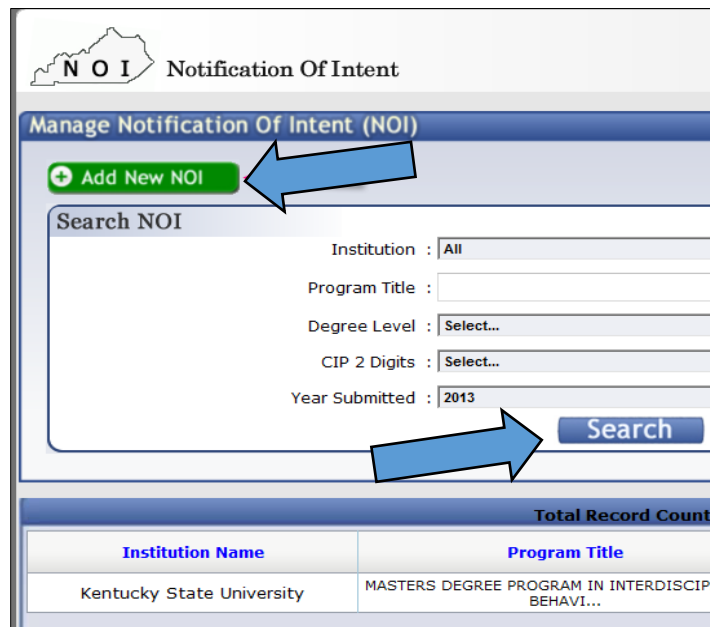 N O I Notification Of Intent
Manage Notification Of Intent (NOI)
Add New NOI
Search NOI
Institution : All
Program Title :
Degree Level : Select...
CIP 2 Digits : Select...
Year Submitted : 2013
Search
Total Record Count
Institution Name Program Title
Kentucky State University MASTERS DEGREE PROGRAM IN INTERDISCIP
BEHAVI...